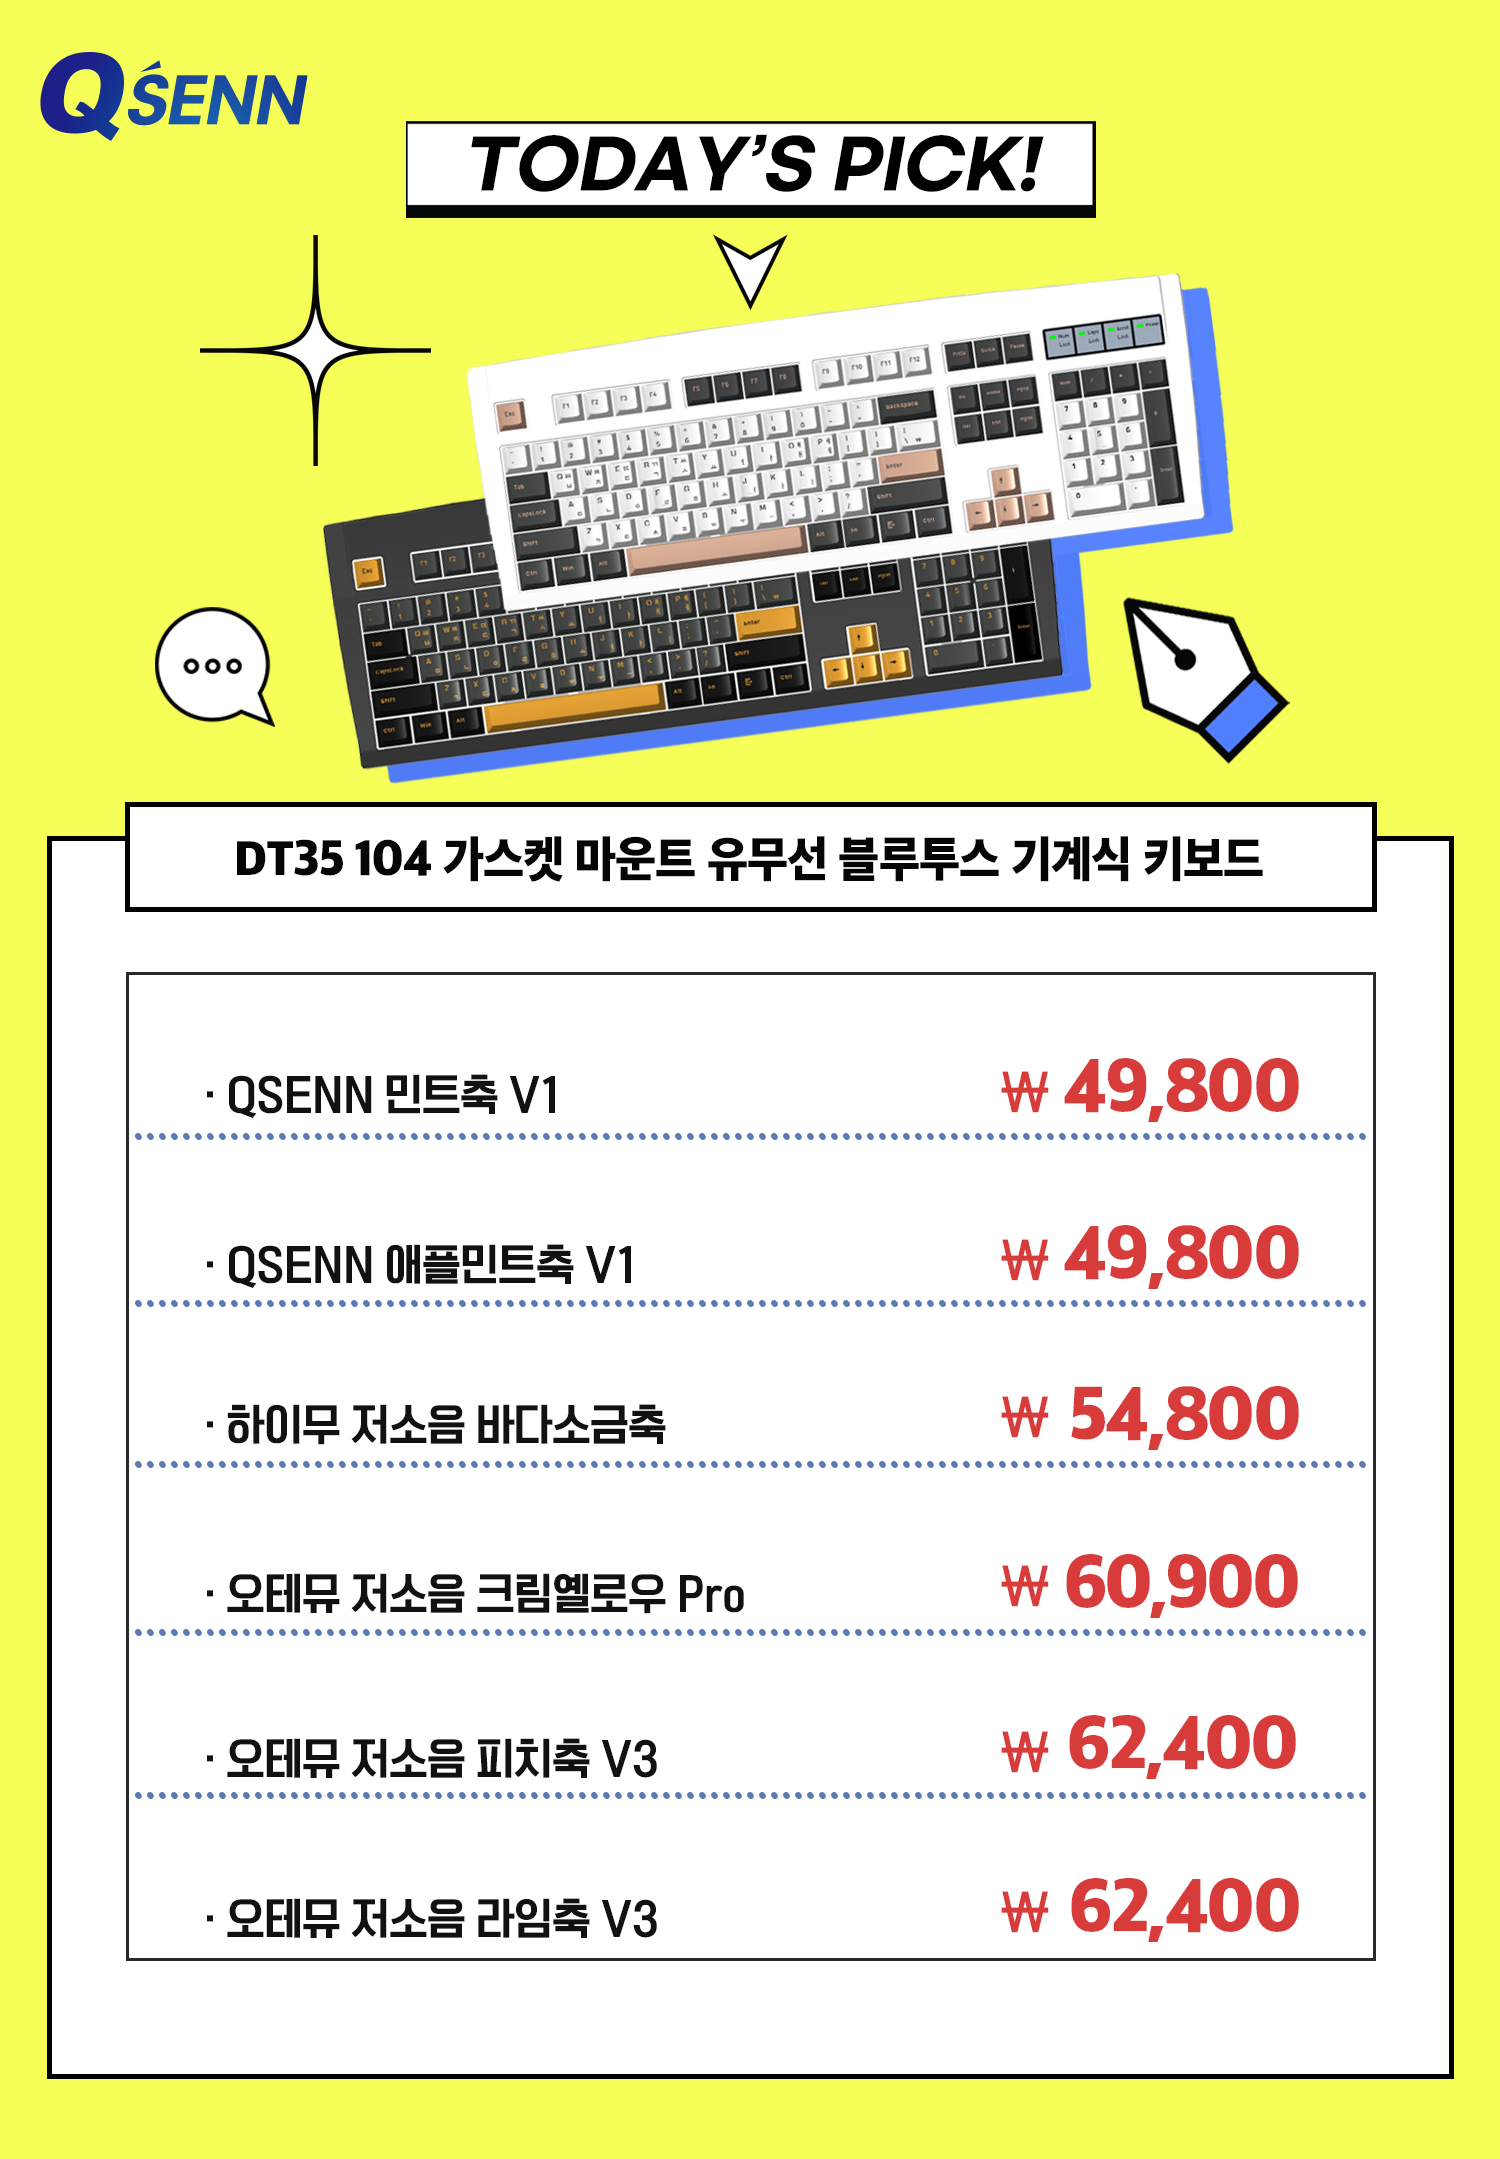 QSENN
TODAY'S PICK!
DT35 104 가스켓 마운트 유무선 블루투스 기계식 키보드
· QSENN 민트축 V1 ₩ 49,800
· QSENN 애플민트축 V1 ₩ 49,800
· 하이무 저소음 바다소금축 ₩ 54,800
· 오테뮤 저소음 크림옐로우 Pro ₩ 60,900
· 오테뮤 저소음 피치축 V3 ₩ 62,400
· 오테뮤 저소음 라임축 V3 ₩ 62,400